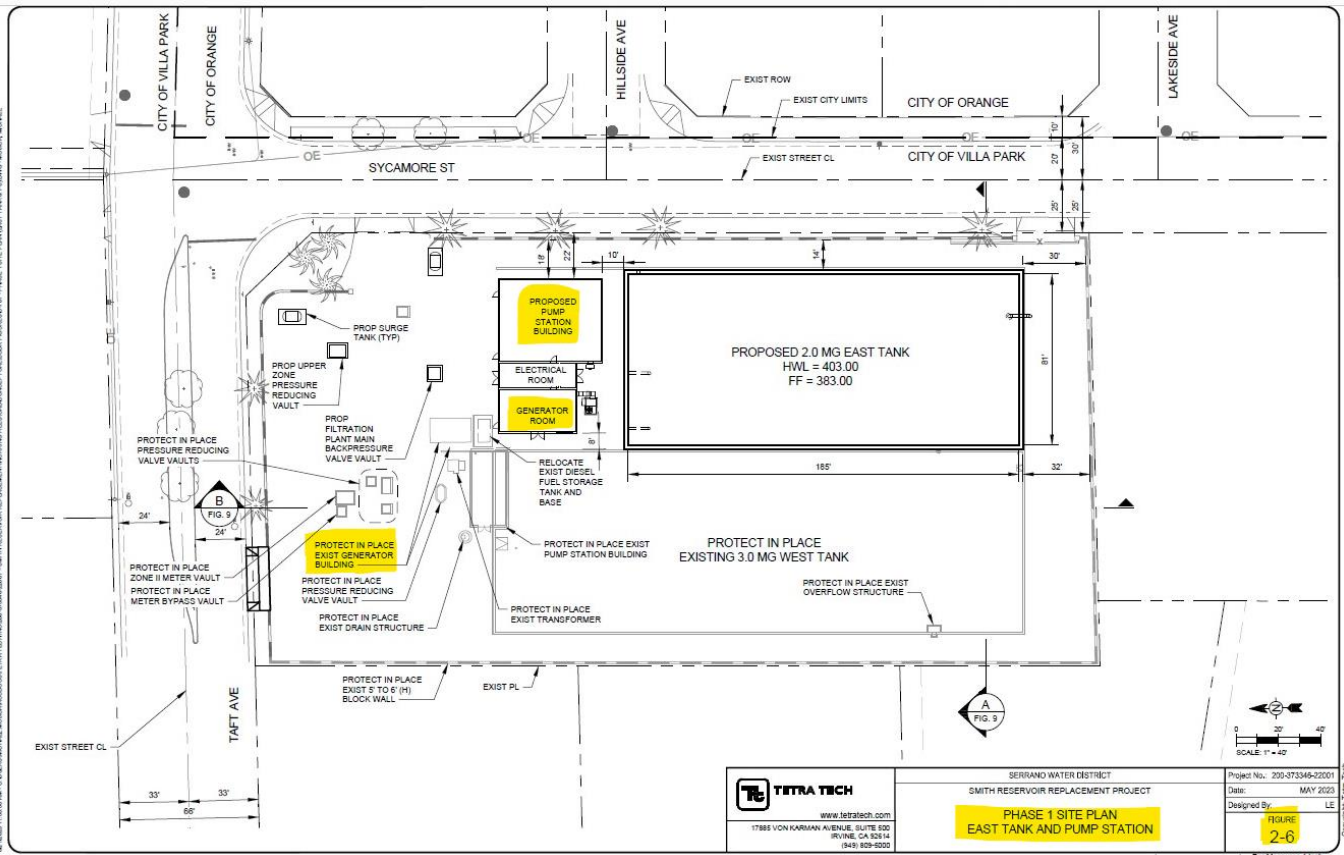 CITY OF VILLA PARK
CITY OF ORANGE
HILLSIDE AVE
LAKESIDE AVE
EXIST ROW
EXIST CITY LIMITS
CITY OF ORANGE
OE
OE
OE
OE
OE
10'
30'
20'
SYCAMORE ST
EXIST STREET CL
CITY OF VILLA PARK
25'
25'
18'
22'
10'
14'
30'
PROPOSED
PUMP
STATION
BUILDING
PROP SURGE
TANK (TYP)
PROP UPPER
ZONE
PRESSURE
REDUCING
VAULT
ELECTRICAL
ROOM
GENERATOR
ROOM
PROPOSED 2.0 MG EAST TANK
HWL = 403.00
FF = 383.00
81'
PROP
FILTRATION
PLANT MAIN
BACKPRESSURE
VALVE VAULT
8'
185'
32'
PROTECT IN PLACE
PRESSURE REDUCING
VALVE VAULTS
RELOCATE
EXIST DIESEL
FUEL STORAGE
TANK AND
BASE
B
FIG. 9
24'
24'
PROTECT IN PLACE
EXIST GENERATOR
BUILDING
PROTECT IN PLACE EXIST
PUMP STATION BUILDING
PROTECT IN PLACE
EXISTING 3.0 MG WEST TANK
PROTECT IN PLACE
ZONE II METER VAULT
PROTECT IN PLACE
METER BYPASS VAULT
PROTECT IN PLACE
PRESSURE REDUCING
VALVE VAULT
PROTECT IN PLACE EXIST
OVERFLOW STRUCTURE
PROTECT IN PLACE
EXIST DRAIN STRUCTURE
PROTECT IN PLACE
EXIST TRANSFORMER
PROTECT IN PLACE
EXIST 5' TO 6' (H)
BLOCK WALL
EXIST PL
A
FIG. 9
TAFT AVE
EXIST STREET CL
33'
33'
66'
N
0 20' 40'
SCALE: 1" = 40'
TETRA TECH
www.tetratech.com
17885 VON KARMAN AVENUE, SUITE 500
IRVINE, CA 92614
(949) 809-5000
SERRANO WATER DISTRICT
SMITH RESERVOIR REPLACEMENT PROJECT
PHASE 1 SITE PLAN
EAST TANK AND PUMP STATION
Project No.: 200-373346-22001
Date: MAY 2023
Designed By: LE
FIGURE
2-6